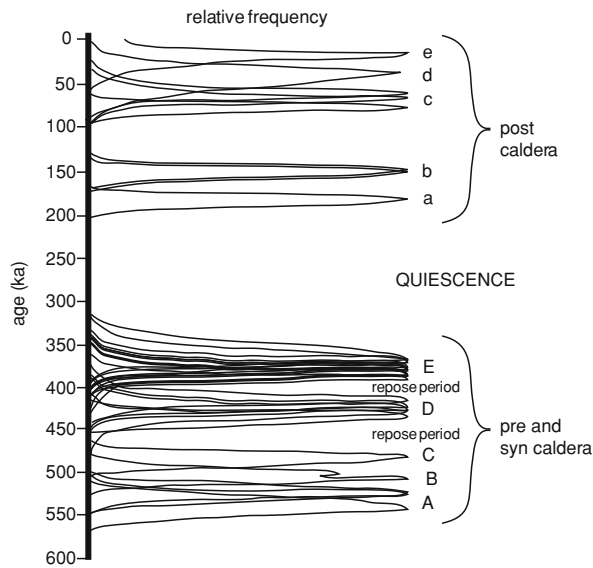 relative frequency
0
50
100
150
200
250
300
350
400
450
500
550
600
age (ka)
e
d
c
b
a
post
caldera
QUIESCENCE
E
repose period
D
repose period
C
B
A
pre and
syn caldera